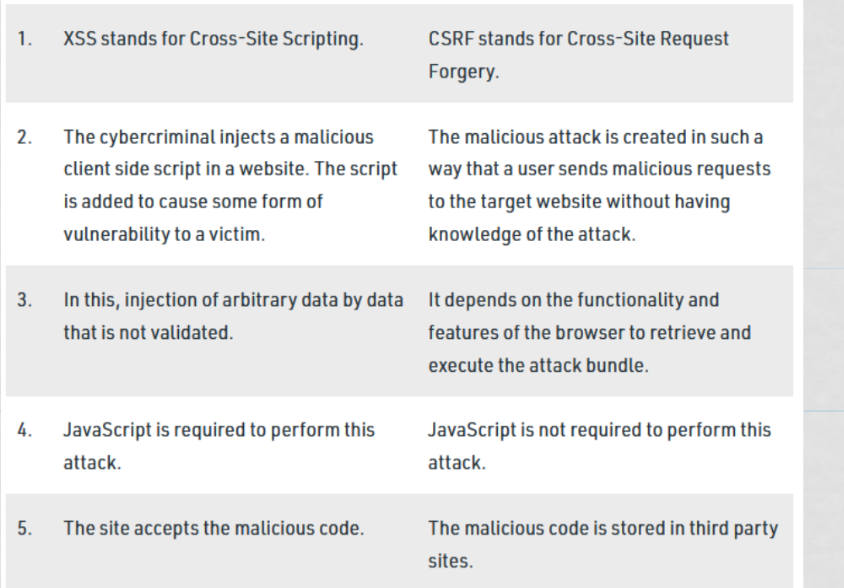 1. XSS stands for Cross-Site Scripting.
CSRF stands for Cross-Site Request
Forgery.
2. The cybercriminal injects a malicious
client side script in a website. The script
is added to cause some form of
vulnerability to a victim.
The malicious attack is created in such a
way that a user sends malicious requests
to the target website without having
knowledge of the attack.
3. In this, injection of arbitrary data by data
that is not validated.
It depends on the functionality and
features of the browser to retrieve and
execute the attack bundle.
4. JavaScript is required to perform this
attack.
JavaScript is not required to perform this
attack.
5. The site accepts the malicious code.
The malicious code is stored in third party
sites.